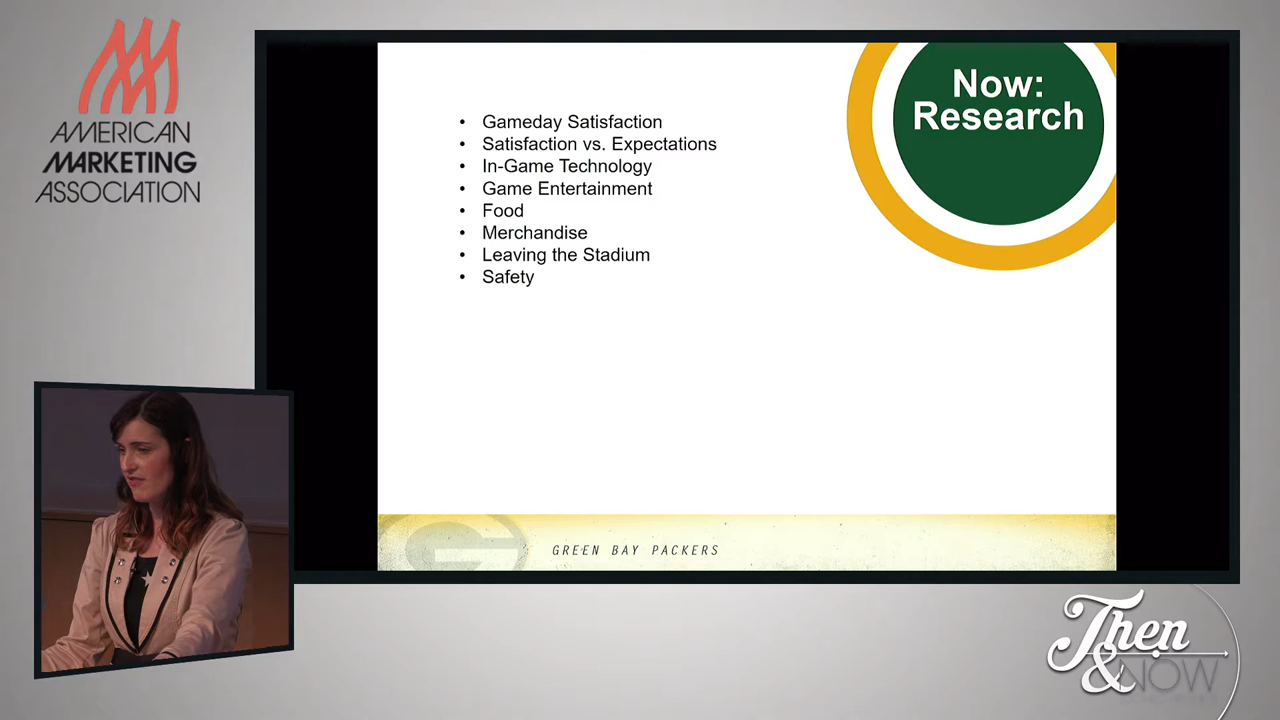 AMERICAN
MARKETING
ASSOCIATION
Now:
Research
• Gameday Satisfaction
• Satisfaction vs. Expectations
• In-Game Technology
• Game Entertainment
• Food
• Merchandise
• Leaving the Stadium
• Safety
G
GREEN BAY PACKERS
Then
& NOW